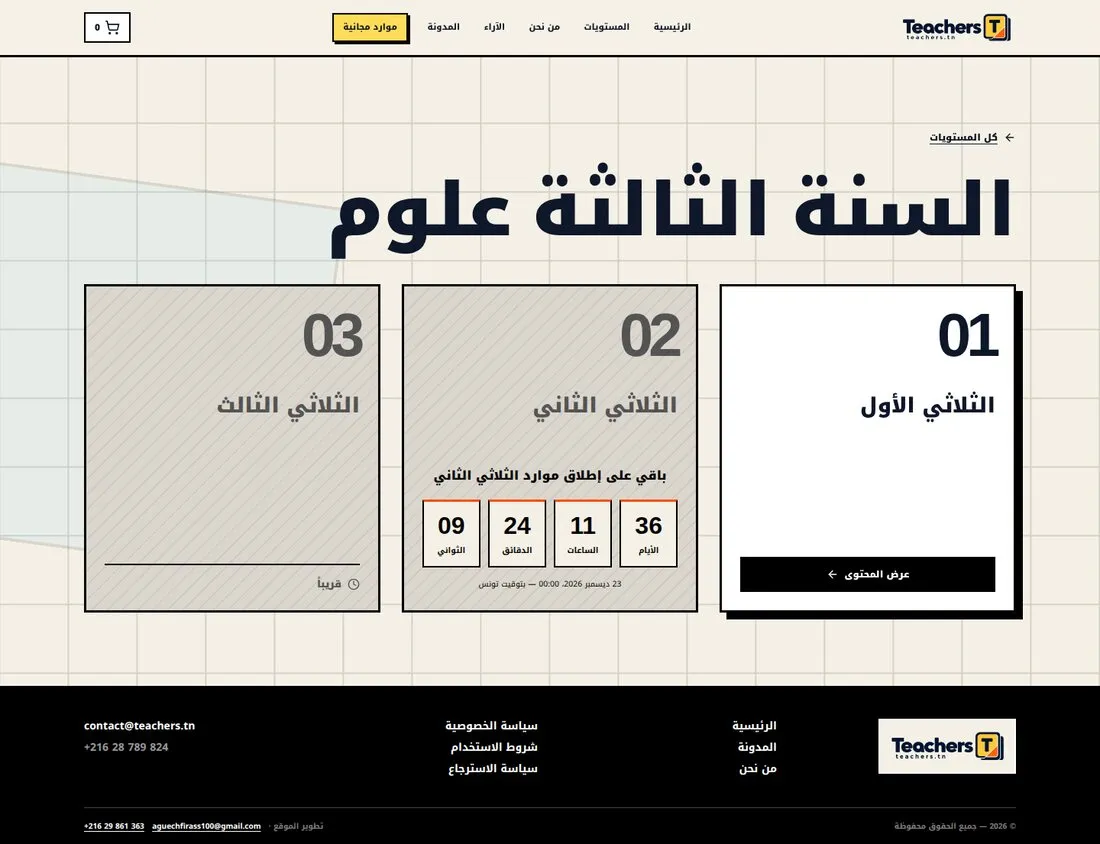 Teachers T
teachers.tn
الرئيسية
المستويات
من نحن
الآراء
المدونة
موارد مجانية
0
كل المستويات ←
السنة الثالثة علوم
01
الثلاثي الأول
عرض المحتوى ←
02
الثلاثي الثاني
باقي على إطلاق موارد الثلاثي الثاني
36 11 24 09
الأيام الساعات الدقائق الثواني
23 ديسمبر 2026، 00:00 — بتوقيت تونس
03
الثلاثي الثالث
قريباً
Teachers T
teachers.tn
الرئيسية
المدونة
من نحن
سياسة الخصوصية
شروط الاستخدام
سياسة الاسترجاع
contact@teachers.tn
+216 28 789 824
© 2026 — جميع الحقوق محفوظة
تطوير الموقع · aguechfirass100@gmail.com +216 29 861 363